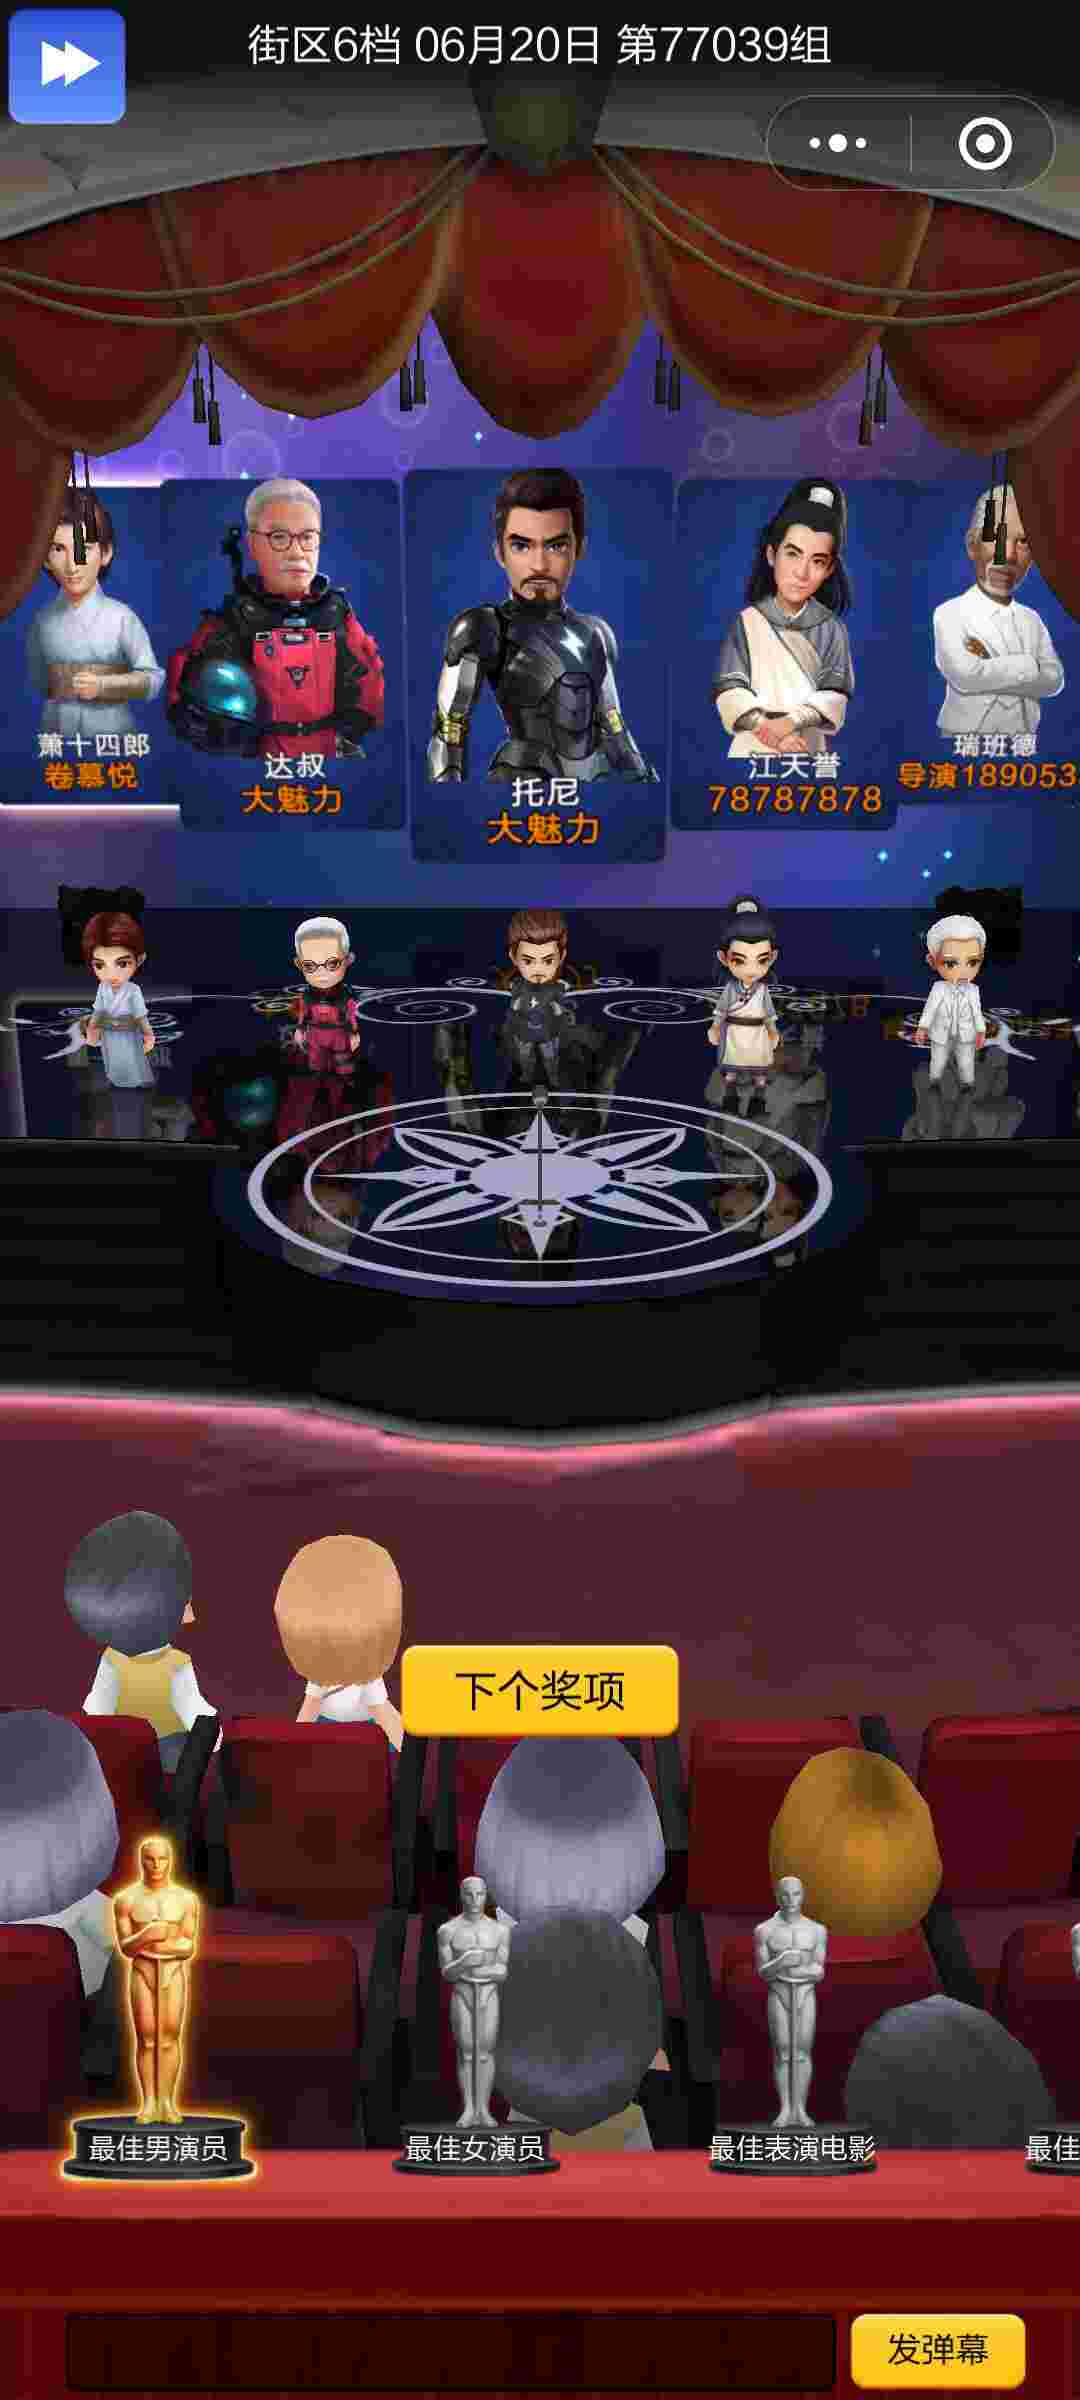 街区6档 06月20日 第77039组
萧十四郎
卷慕悦
达叔
大魅力
托尼
大魅力
江天誉
78787878
瑞班德
导演189053
下个奖项
最佳男演员
最佳女演员
最佳表演电影
最佳
发弹幕